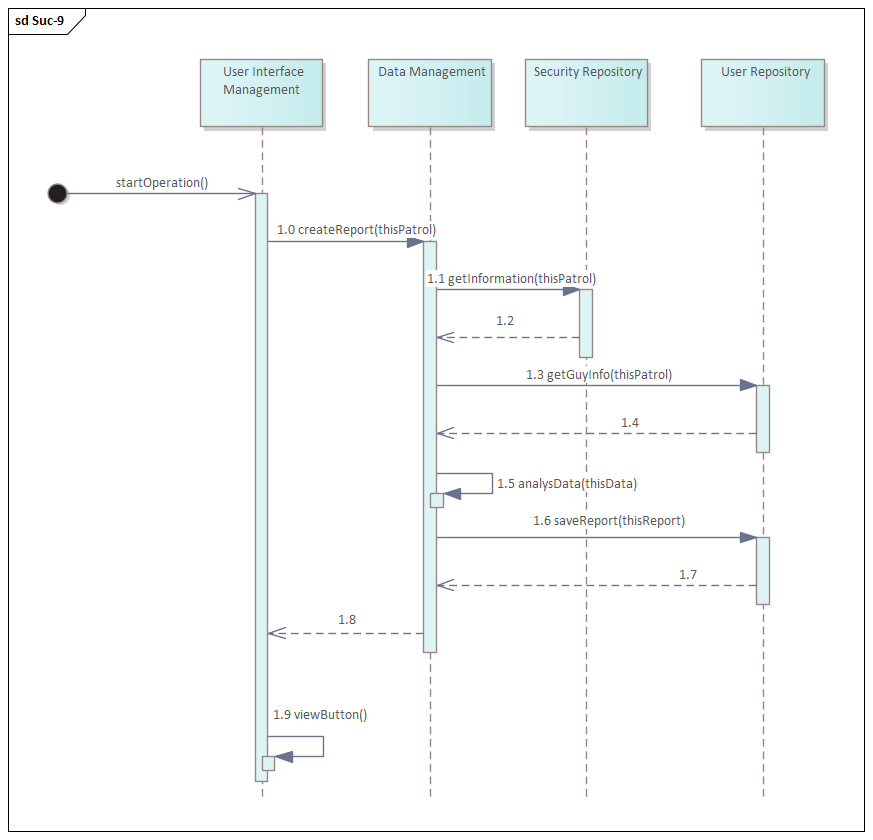 sd Suc-9
User Interface
Management
Data Management
Security Repository
User Repository
startOperation()
1.0 createReport(thisPatrol)
1.1 getInformation(thisPatrol)
1.2
1.3 getGuyInfo(thisPatrol)
1.4
1.5 analysData(thisData)
1.6 saveReport(thisReport)
1.7
1.8
1.9 viewButton()